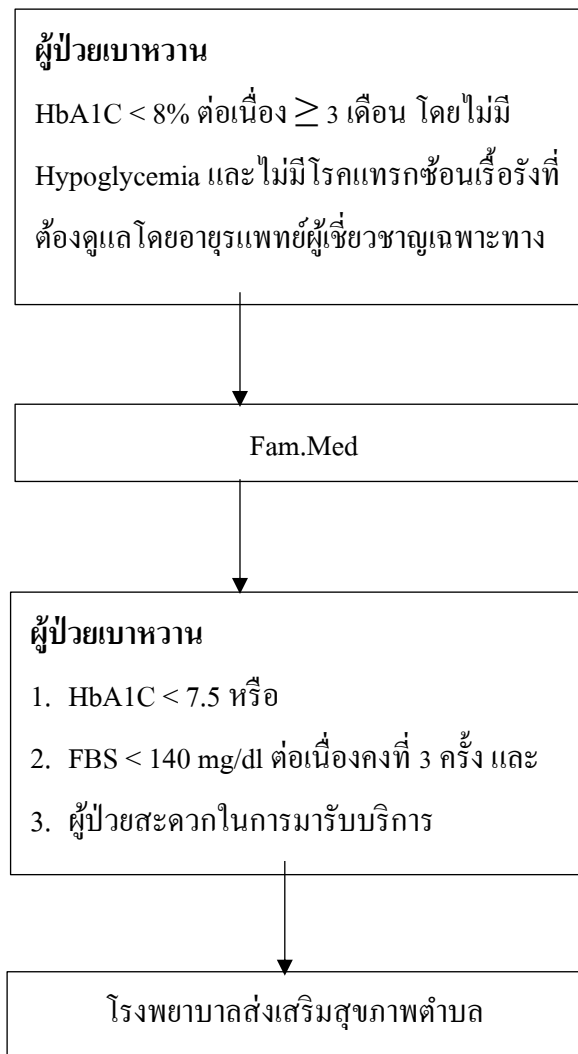 ผู้ป่วยเบาหวาน
HbA1C < 8% ต่อเนื่อง ≥ 3 เดือน โดยไม่มี
Hypoglycemia และไม่มีโรคแทรกซ้อนเรื้อรังที่
ต้องดูแลโดยอายุรแพทย์ผู้เชี่ยวชาญเฉพาะทาง
Fam.Med
ผู้ป่วยเบาหวาน
1. HbA1C < 7.5 หรือ
2. FBS < 140 mg/dl ต่อเนื่องคงที่ 3 ครั้ง และ
3. ผู้ป่วยสะดวกในการมารับบริการ
โรงพยาบาลส่งเสริมสุขภาพตำบล